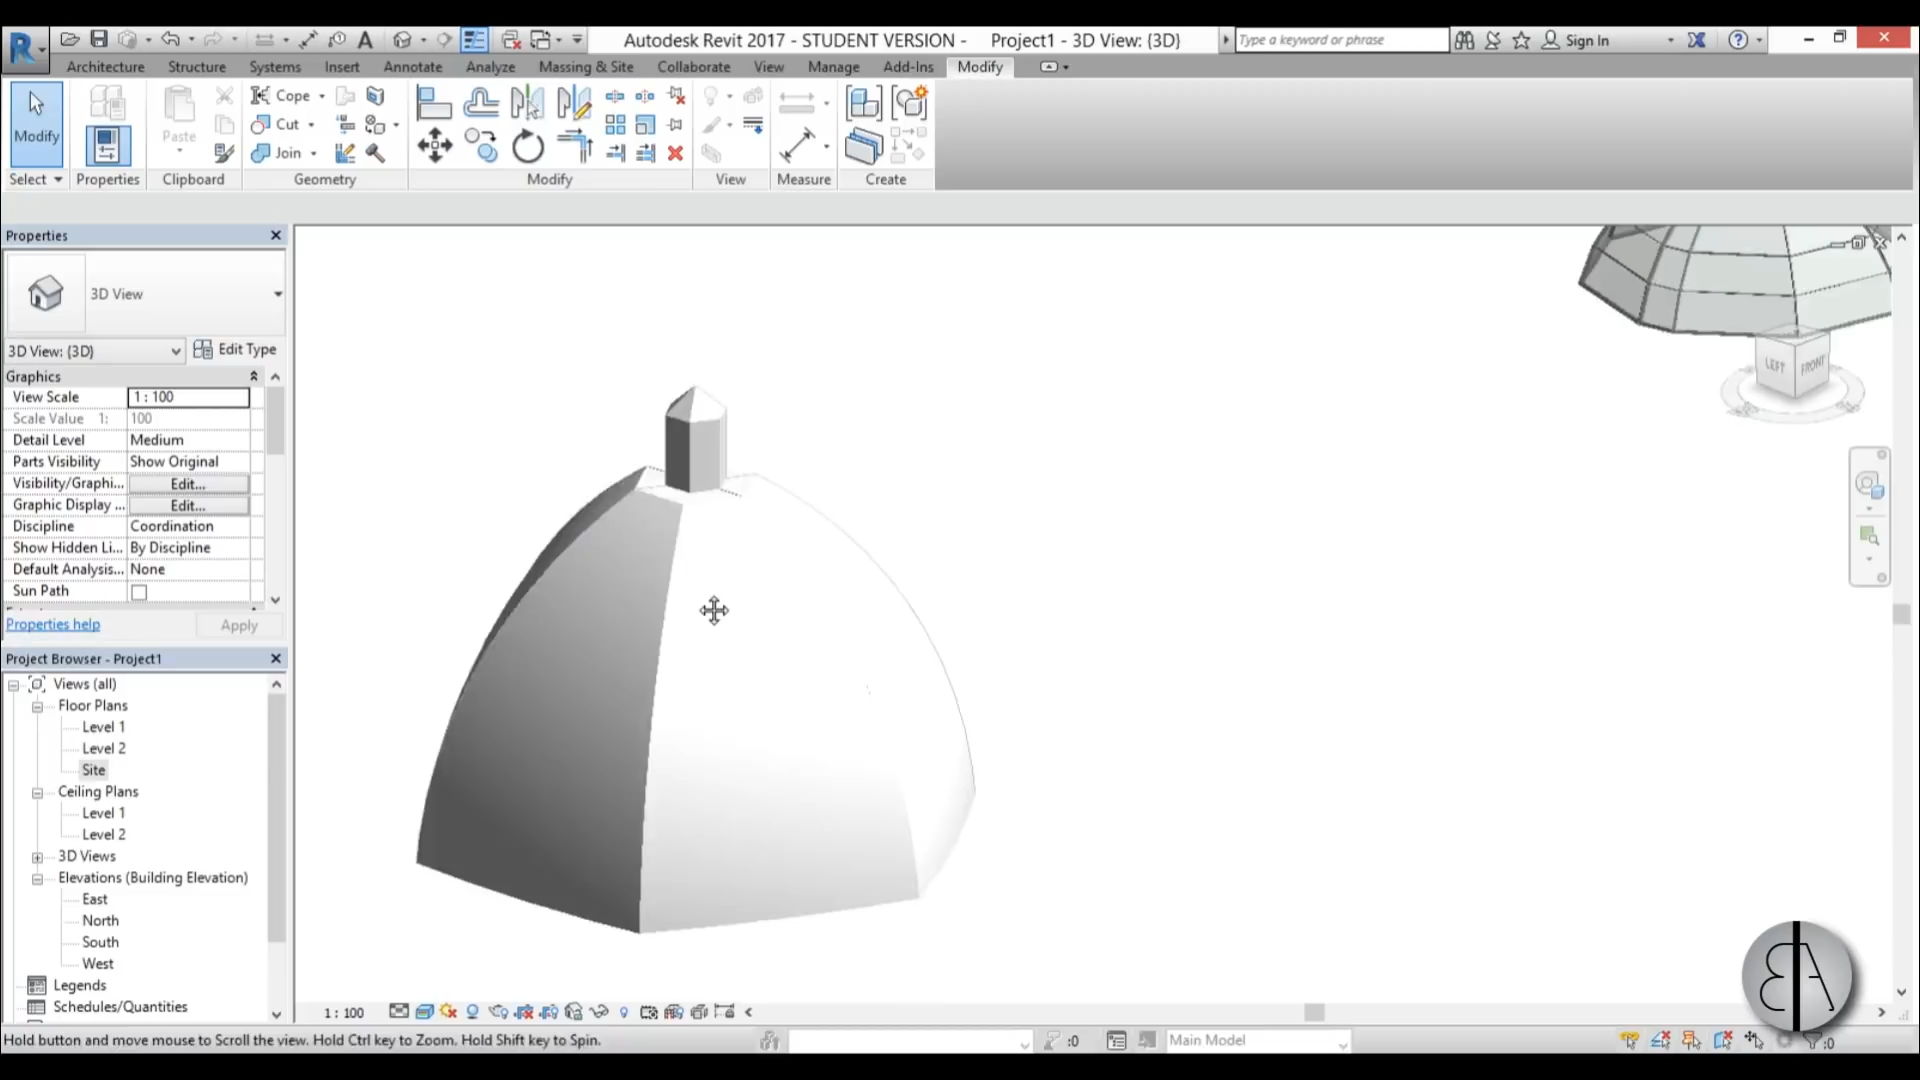 Autodesk Revit 2017 - STUDENT VERSION - Project1 - 3D View: {3D}
Type a keyword or phrase
Sign In
Architecture Structure Systems Insert Annotate Analyze Massing & Site Collaborate View Manage Add-Ins Modify
Modify
Paste
Cope
Cut
Join
Select Properties Clipboard Geometry Modify View Measure Create
Properties
3D View
3D View: {3D} Edit Type
Graphics
View Scale 1 : 100
Scale Value 1: 100
Detail Level Medium
Parts Visibility Show Original
Visibility/Graphi... Edit...
Graphic Display ... Edit...
Discipline Coordination
Show Hidden Li... By Discipline
Default Analysis... None
Sun Path
Properties help Apply
Project Browser - Project1
Views (all)
Floor Plans
Level 1
Level 2
Site
Ceiling Plans
Level 1
Level 2
3D Views
Elevations (Building Elevation)
East
North
South
West
Legends
Schedules/Quantities
LEFT FRONT
1 : 100
Hold button and move mouse to Scroll the view. Hold Ctrl key to Zoom. Hold Shift key to Spin.
:0
Main Model
:0